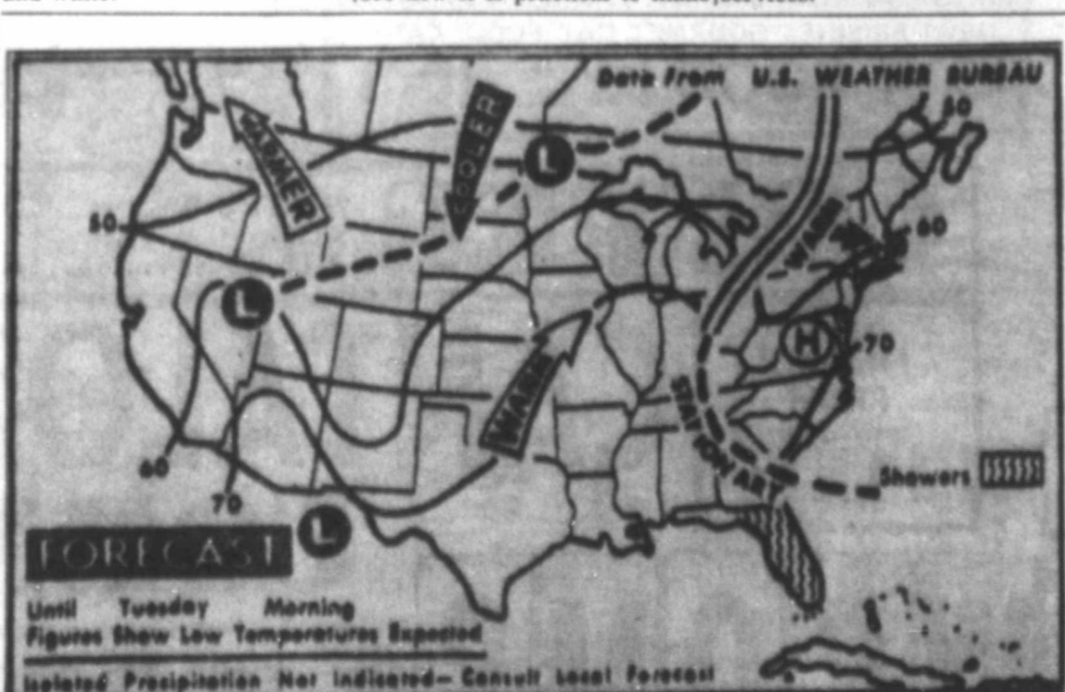 Data From U.S. WEATHER BUREAU
50
WARMER
COOLER
L
WARM
50
60
L
H
70
WARM
STATIONARY
60
70
Showers
L
FORECAST
Until Tuesday Morning
Figures Show Low Temperatures Expected
Isolated Precipitation Not Indicated— Consult Local Forecast